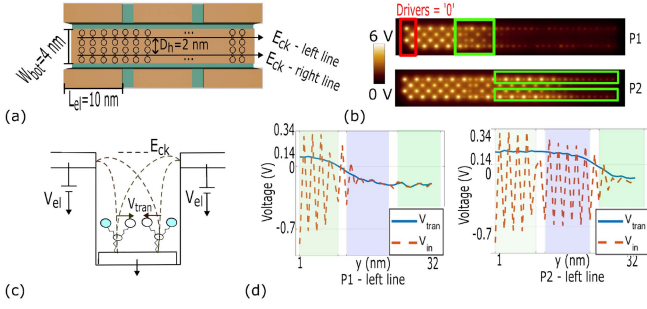 W_bot=4 nm
D_h=2 nm
...
...
E_ck - left line
E_ck - right line
L_el=10 nm
(a)
Drivers = '0'
6 V
0 V
P1
P2
(b)
E_ck
V_el
V_tran
V_el
(c)
0.34
0.14
0
-0.7
Voltage (V)
V_tran
V_in
1
y (nm)
32
P1 - left line
0.34
0.14
0
-0.7
Voltage (V)
V_tran
V_in
1
y (nm)
32
P2 - left line
(d)